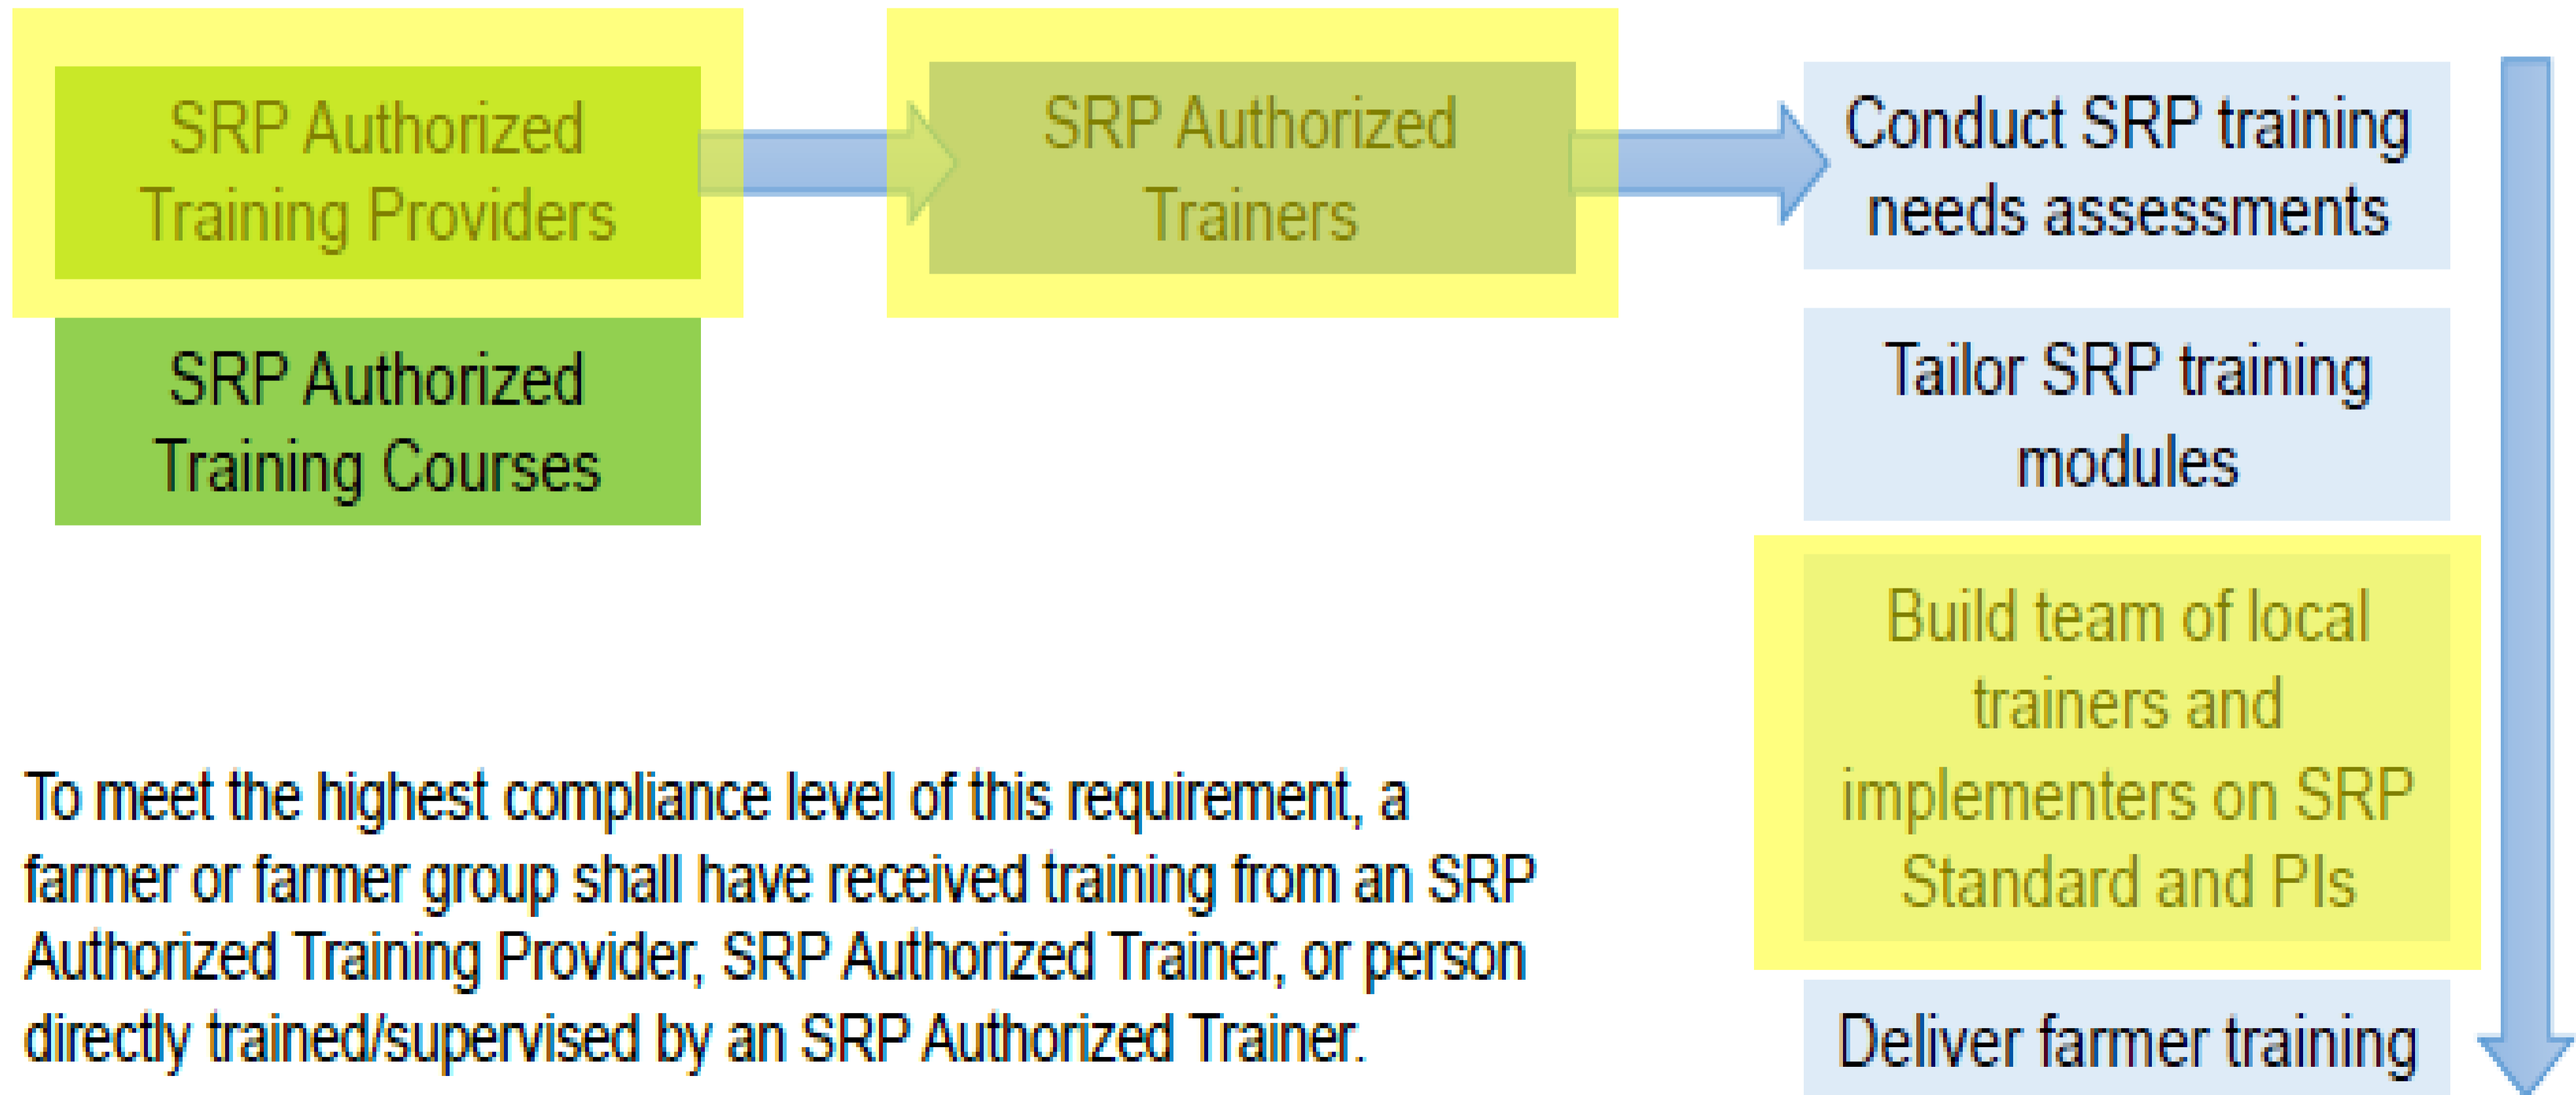 SRP Authorized
Training Providers
SRP Authorized
Trainers
Conduct SRP training
needs assessments
SRP Authorized
Training Courses
Tailor SRP training
modules
Build team of local
trainers and
implementers on SRP
Standard and PIs
Deliver farmer training
To meet the highest compliance level of this requirement, a
farmer or farmer group shall have received training from an SRP
Authorized Training Provider, SRP Authorized Trainer, or person
directly trained/supervised by an SRP Authorized Trainer.